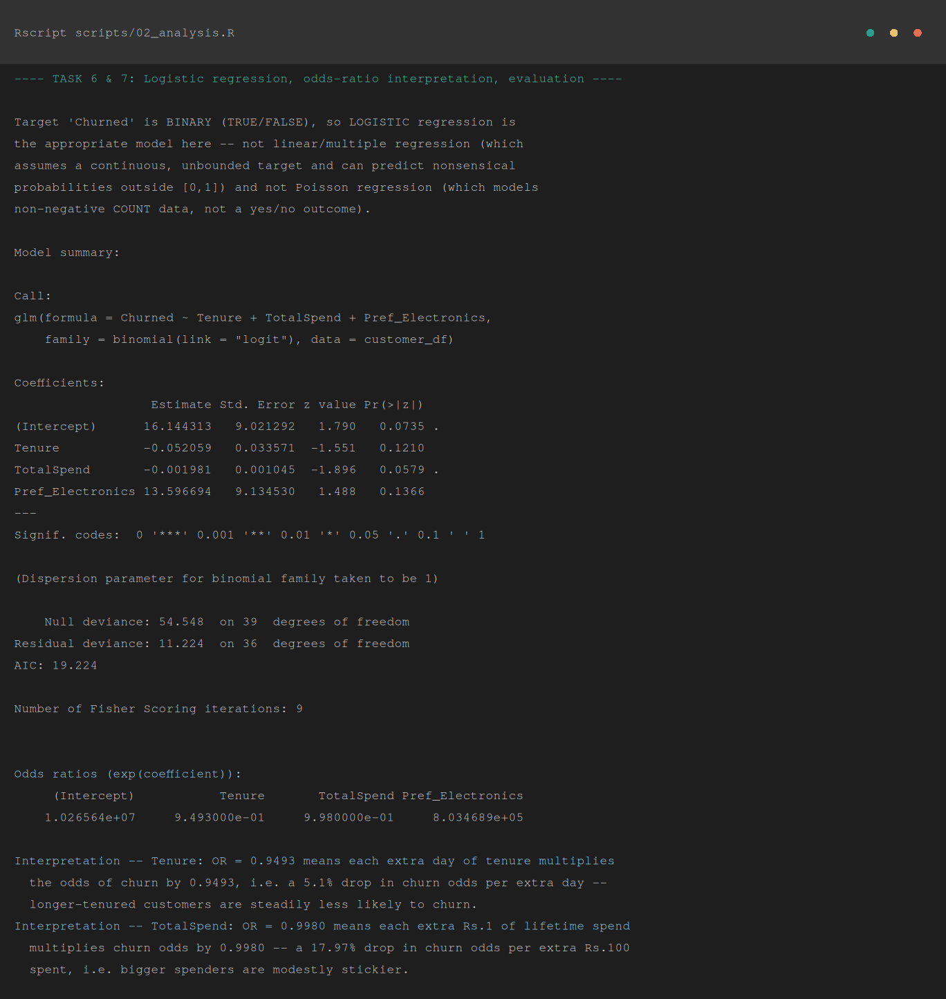 Rscript scripts/02_analysis.R
---- TASK 6 & 7: Logistic regression, odds-ratio interpretation, evaluation ----
Target 'Churned' is BINARY (TRUE/FALSE), so LOGISTIC regression is
the appropriate model here -- not linear/multiple regression (which
assumes a continuous, unbounded target and can predict nonsensical
probabilities outside [0,1]) and not Poisson regression (which models
non-negative COUNT data, not a yes/no outcome).
Model summary:
Call:
glm(formula = Churned ~ Tenure + TotalSpend + Pref_Electronics,
    family = binomial(link = "logit"), data = customer_df)
Coefficients:
                  Estimate Std. Error z value Pr(>|z|)
(Intercept)      16.144313   9.021292   1.790   0.0735 .
Tenure           -0.052059   0.033571  -1.551   0.1210
TotalSpend       -0.001981   0.001045  -1.896   0.0579 .
Pref_Electronics 13.596694   9.134530   1.488   0.1366
---
Signif. codes:  0 '***' 0.001 '**' 0.01 '*' 0.05 '.' 0.1 ' ' 1
(Dispersion parameter for binomial family taken to be 1)
    Null deviance: 54.548  on 39  degrees of freedom
Residual deviance: 11.224  on 36  degrees of freedom
AIC: 19.224
Number of Fisher Scoring iterations: 9
Odds ratios (exp(coefficient)):
     (Intercept)           Tenure       TotalSpend Pref_Electronics
    1.026564e+07     9.493000e-01     9.980000e-01     8.034689e+05
Interpretation -- Tenure: OR = 0.9493 means each extra day of tenure multiplies
  the odds of churn by 0.9493, i.e. a 5.1% drop in churn odds per extra day --
  longer-tenured customers are steadily less likely to churn.
Interpretation -- TotalSpend: OR = 0.9980 means each extra Rs.1 of lifetime spend
  multiplies churn odds by 0.9980 -- a 17.97% drop in churn odds per extra Rs.100
  spent, i.e. bigger spenders are modestly stickier.